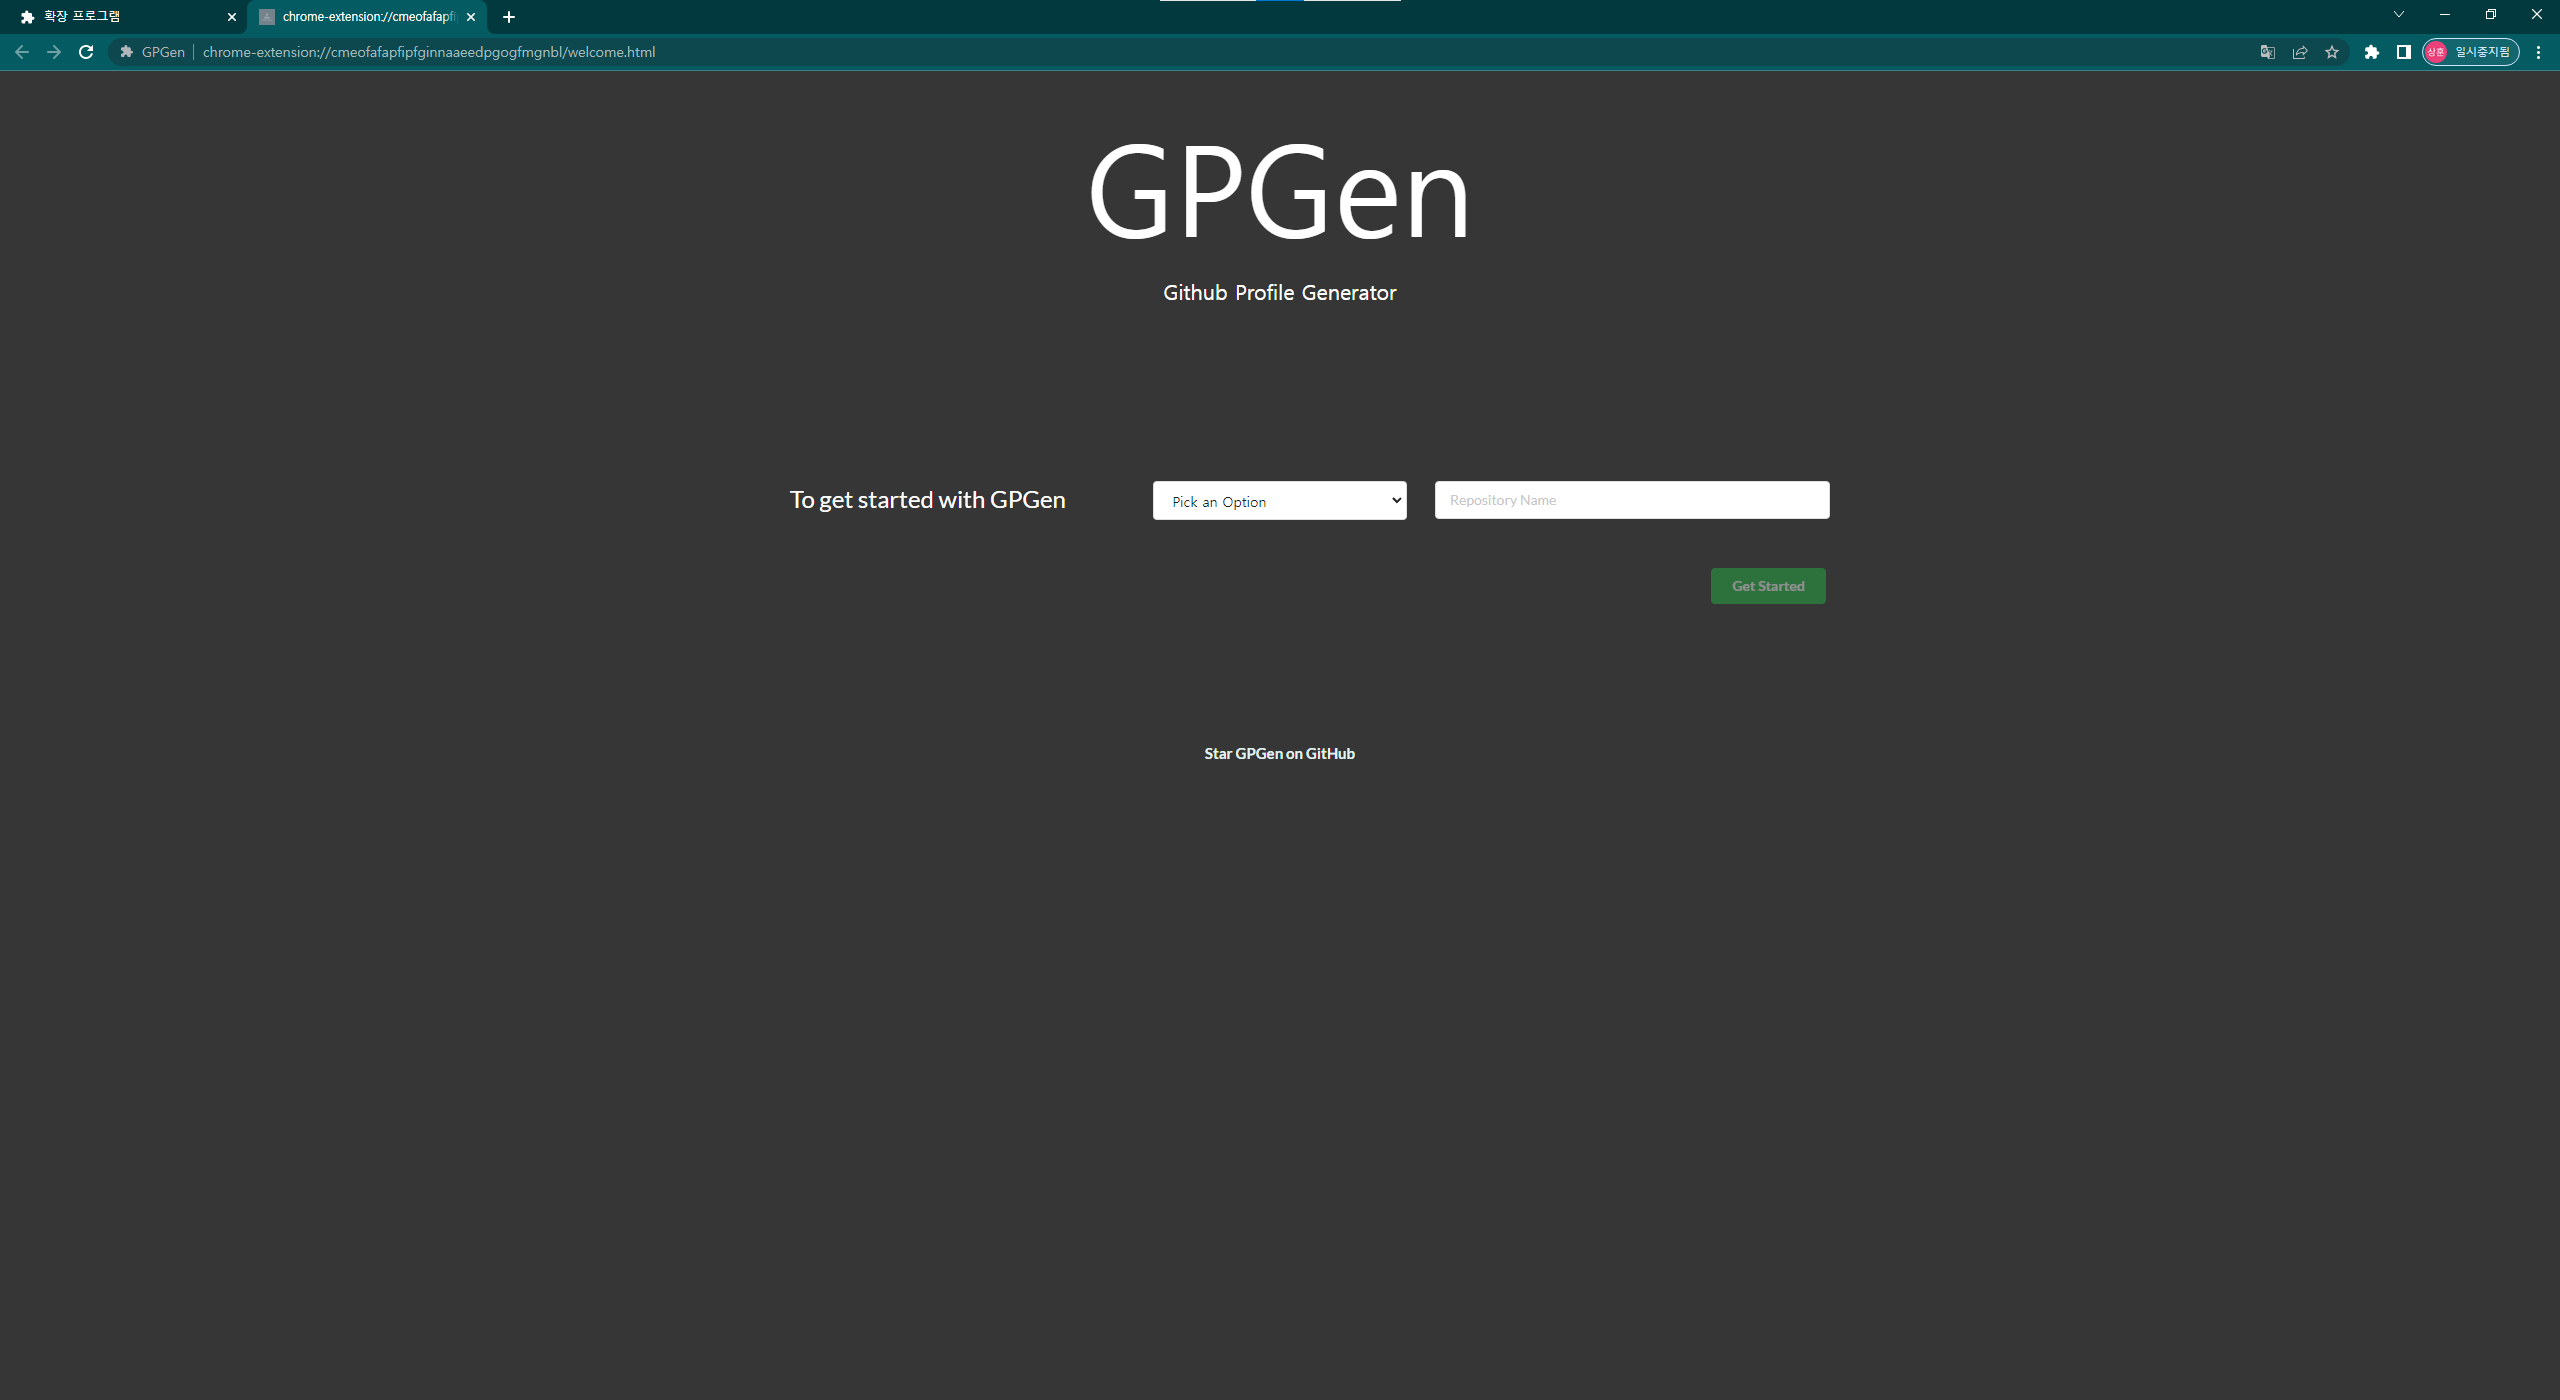 확장 프로그램
chrome-extension://cmeofafapfi
GPGen
chrome-extension://cmeofafapfipfginnaaeedpgogfmgnbl/welcome.html
상훈
일시중지됨
GPGen
Github Profile Generator
To get started with GPGen
Pick an Option
Repository Name
Get Started
Star GPGen on GitHub